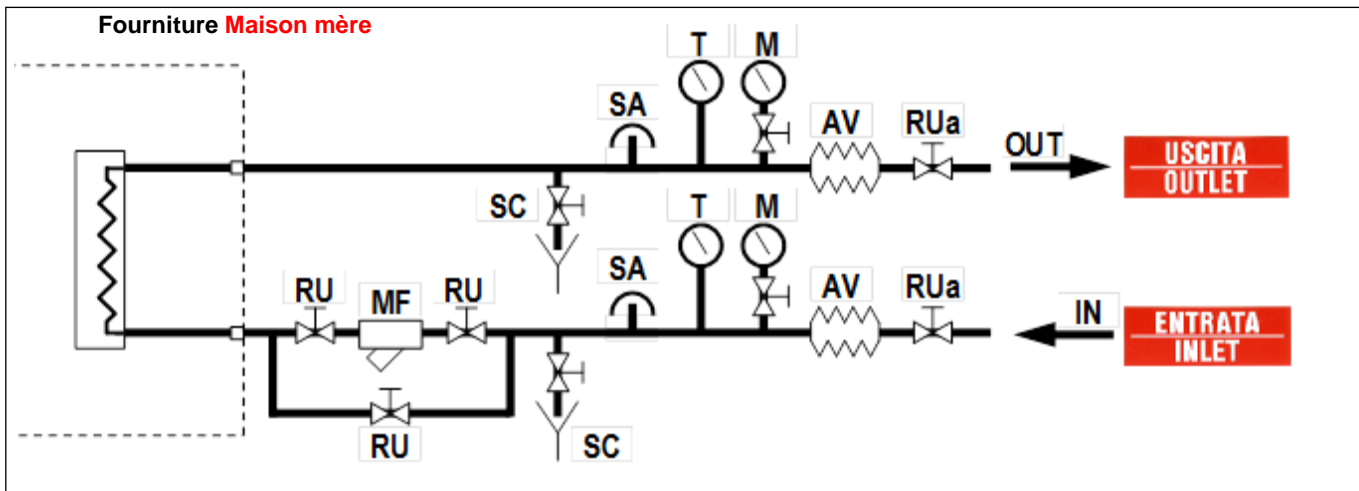 Fourniture Maison mère
T M
SA AV RUa OUT USCITA
OUTLET
SC
T M
SA AV RUa
RU MF RU
IN ENTRATA
INLET
RU SC